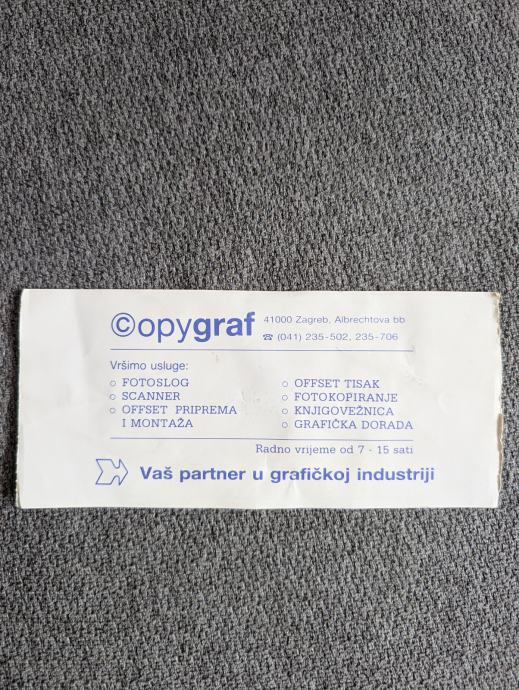 ©opygraf
41000 Zagreb, Albrechtova bb
☎ (041) 235-502, 235-706
Vršimo usluge:
○ FOTOSLOG
○ SCANNER
○ OFFSET PRIPREMA
I MONTAŽA
○ OFFSET TISAK
○ FOTOKOPIRANJE
○ KNJIGOVEŽNICA
○ GRAFIČKA DORADA
Radno vrijeme od 7 - 15 sati
Vaš partner u grafičkoj industriji